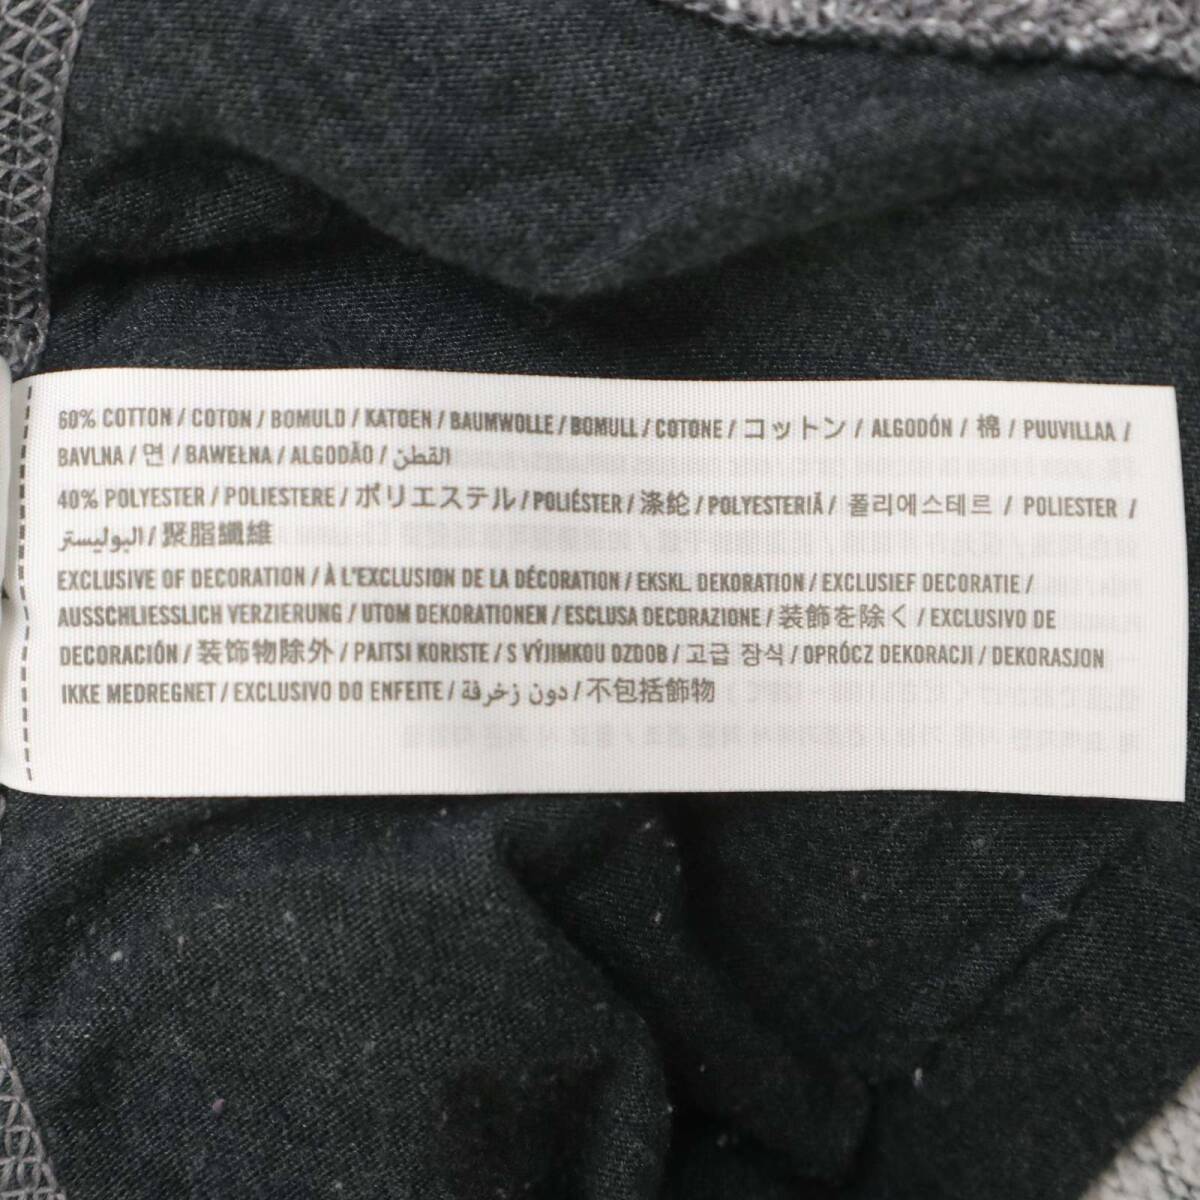 60% COTTON / COTON / BOMULD / KATOEN / BAUMWOLLE / BOMULL / COTONE / コットン / ALGODÓN / 棉 / PUUVILLAA /
BAVLNA / 면 / BAWEŁNA / ALGODÃO / القطن
40% POLYESTER / POLIESTERE / ポリエステル / POLIÉSTER / 涤纶 / POLYESTERIÄ / 폴리에스테르 / POLIESTER /
البوليستر / 聚脂纖維
EXCLUSIVE OF DECORATION / À L'EXCLUSION DE LA DÉCORATION / EKSKL. DEKORATION / EXCLUSIEF DECORATIE /
AUSSCHLIESSLICH VERZIERUNG / UTOM DEKORATIONEN / ESCLUSA DECORAZIONE / 装飾を除く / EXCLUSIVO DE
DECORACIÓN / 装饰物除外 / PAITSI KORISTE / S VÝJIMKOU OZDOB / 고급 장식 / OPRÓCZ DEKORACJI / DEKORASJON
IKKE MEDREGNET / EXCLUSIVO DO ENFEITE / دون زخرفة / 不包括飾物